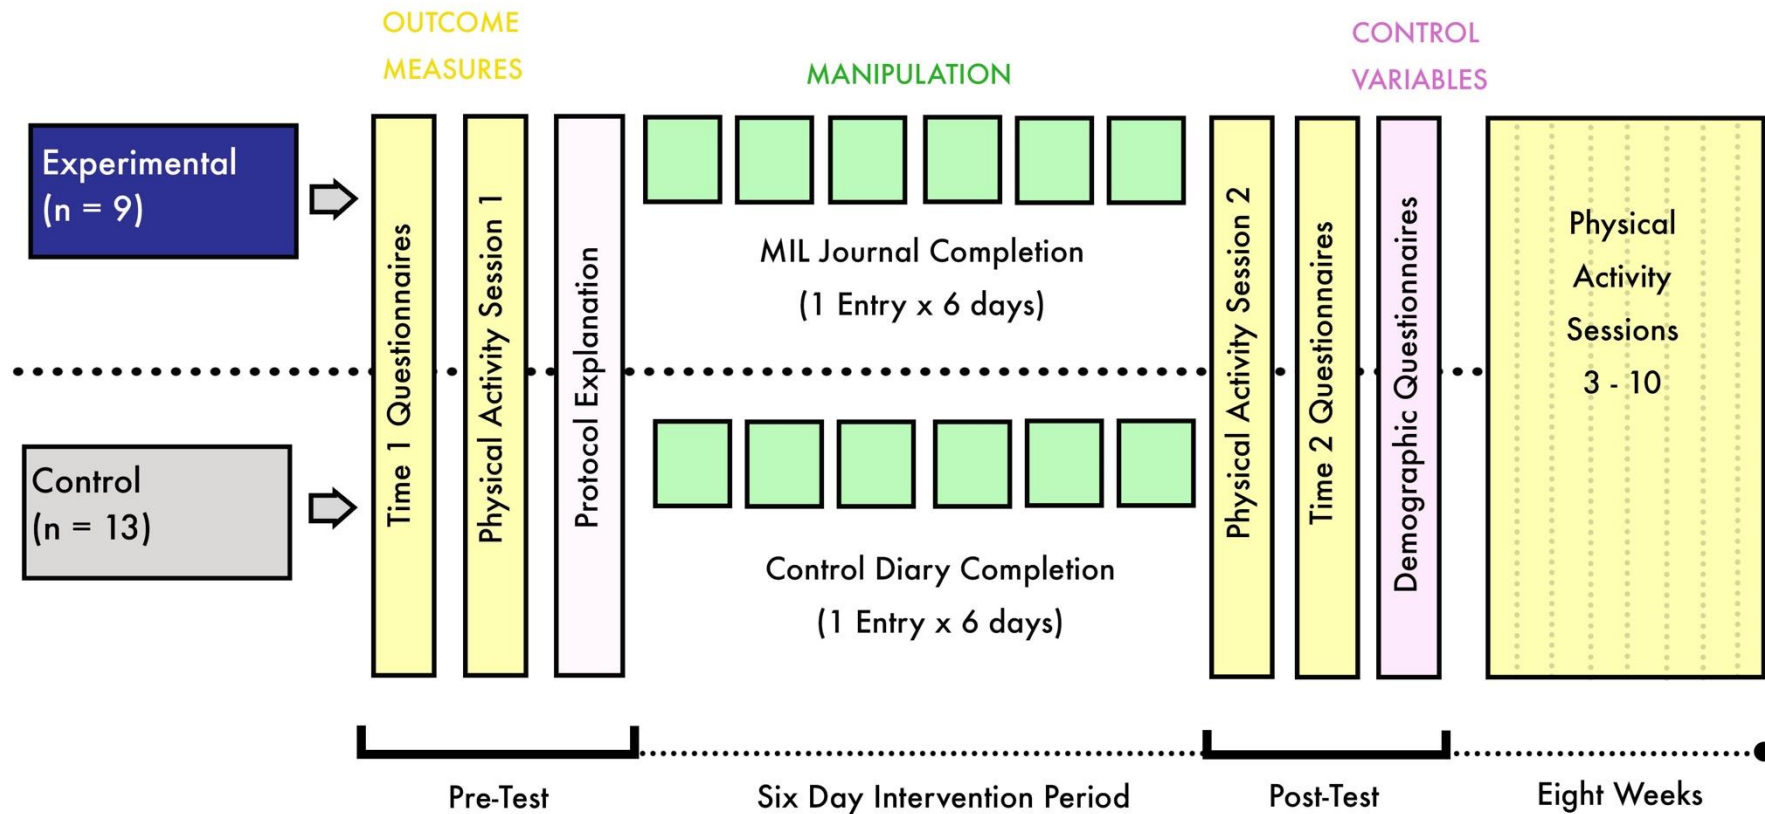 OUTCOME
MEASURES
MANIPULATION
CONTROL
VARIABLES
Experimental
(n = 9)
Control
(n = 13)
Time 1 Questionnaires
Physical Activity Session 1
Protocol Explanation
MIL Journal Completion
(1 Entry x 6 days)
Control Diary Completion
(1 Entry x 6 days)
Physical Activity Session 2
Time 2 Questionnaires
Demographic Questionnaires
Physical
Activity
Sessions
3 - 10
Pre-Test
Six Day Intervention Period
Post-Test
Eight Weeks